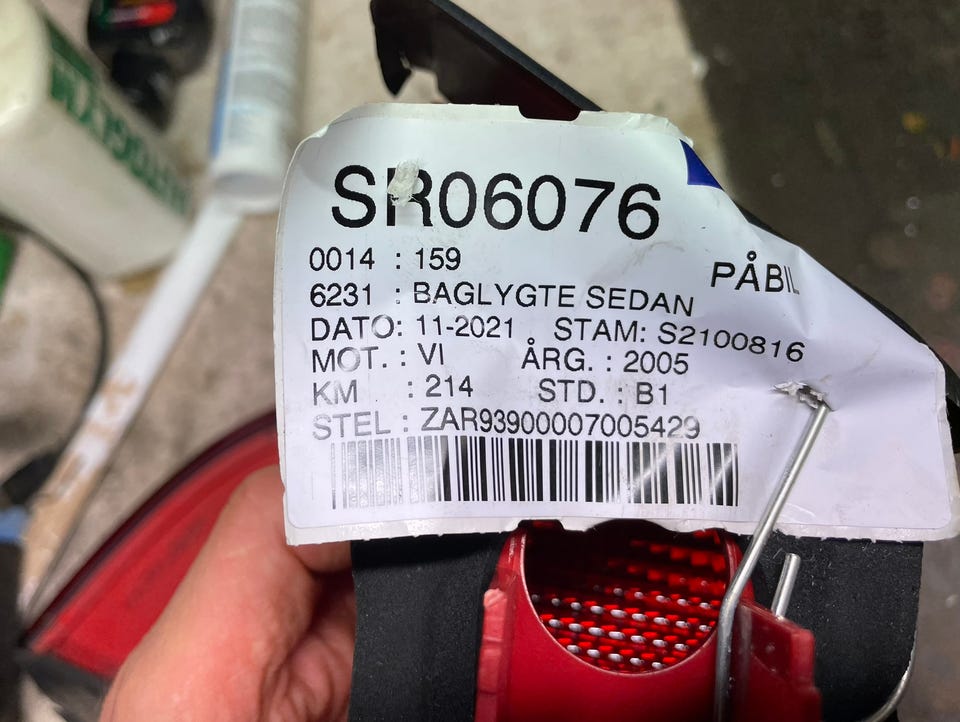 SR06076
0014 : 159
PÅBIL
6231 : BAGLYGTE SEDAN
DATO: 11-2021 STAM: S2100816
MOT. : VI ÅRG. : 2005
KM : 214 STD. : B1
STEL : ZAR93900007005429